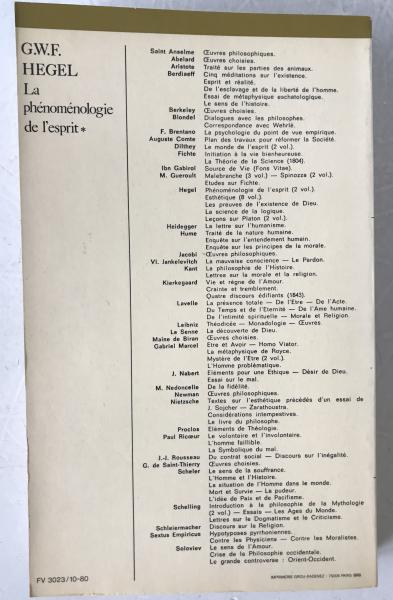 G.W.F.
HEGEL
La
phénoménologie
de l'esprit*
Saint Anselme Œuvres philosophiques.
Abelard Œuvres choisies.
Aristote Traité sur les parties des animaux.
Berdiaeff Cinq méditations sur l'existence.
Esprit et réalité.
De l'esclavage et de la liberté de l'homme.
Essai de métaphysique eschatologique.
Le sens de l'histoire.
Berkeley Œuvres choisies.
Blondel Dialogues avec les philosophes.
Correspondance avec Wehrlé.
F. Brentano La psychologie du point de vue empirique.
Auguste Comte Plan des travaux pour réformer la Société.
Dilthey Le monde de l'esprit (2 vol.).
Fichte Initiation à la vie bienheureuse.
La Théorie de la Science (1804).
Ibn Gabirol Source de Vie (Fons Vitae).
M. Gueroult Malebranche (3 vol.) — Spinozza (2 vol.).
Etudes sur Fichte.
Hegel Phénoménologie de l'esprit (2 vol.).
Esthétique (8 vol.).
Les preuves de l'existence de Dieu.
La science de la logique.
Leçons sur Platon (2 vol.).
Heidegger La lettre sur l'humanisme.
Hume Traité de la nature humaine.
Enquête sur l'entendement humain.
Enquête sur les principes de la morale.
Jacobi Œuvres philosophiques.
Vl. Jankelevitch La mauvaise conscience — Le Pardon.
Kant La philosophie de l'Histoire.
Lettres sur la morale et la religion.
Kierkegaard Vie et règne de l'Amour.
Crainte et tremblement.
Quatre discours édifiants (1843).
Lavelle La présence totale — De l'Etre — De l'Acte.
Du Temps et de l'Eternité — De l'Ame humaine.
De l'intimité spirituelle — Morale et Religion.
Leibniz Théodicée — Monadologie — Œuvres.
Le Senne La découverte de Dieu.
Maine de Biran Œuvres choisies.
Gabriel Marcel Etre et Avoir — Homo Viator.
La métaphysique de Royce.
Mystère de l'Etre (2 vol.).
L'Homme problématique.
J. Nabert Eléments pour une Ethique — Désir de Dieu.
Essai sur le mal.
M. Nedoncelle De la fidélité.
Newman Œuvres philosophiques.
Nietzsche Textes sur l'esthétique précédés d'un essai de
J. Sojcher — Zarathoustra.
Considérations intempestives.
Le livre du philosophe.
Proclos Eléments de Théologie.
Paul Ricœur Le volontaire et l'involontaire.
L'homme faillible.
La Symbolique du mal.
J.-J. Rousseau Du contrat social — Discours sur l'inégalité.
G. de Saint-Thierry Œuvres choisies.
Scheler Le sens de la souffrance.
L'Homme et l'Histoire.
La situation de l'Homme dans le monde.
Mort et Survie — La pudeur.
L'idée de Paix et de Pacifisme.
Schelling Introduction à la philosophie de la Mythologie
(2 vol.) — Essais — Les Ages du Monde.
Lettres sur le Dogmatisme et le Criticisme.
Schleiermacher Discours sur la Religion.
Sextus Empiricus Hypotyposes pyrrhoniennes.
Contre les Physiciens — Contre les Moralistes.
Soloviev Le sens de l'Amour.
Crise de la Philosophie occidentale.
Le grande controverse : Orient-Occident.
FV 3023/10-80